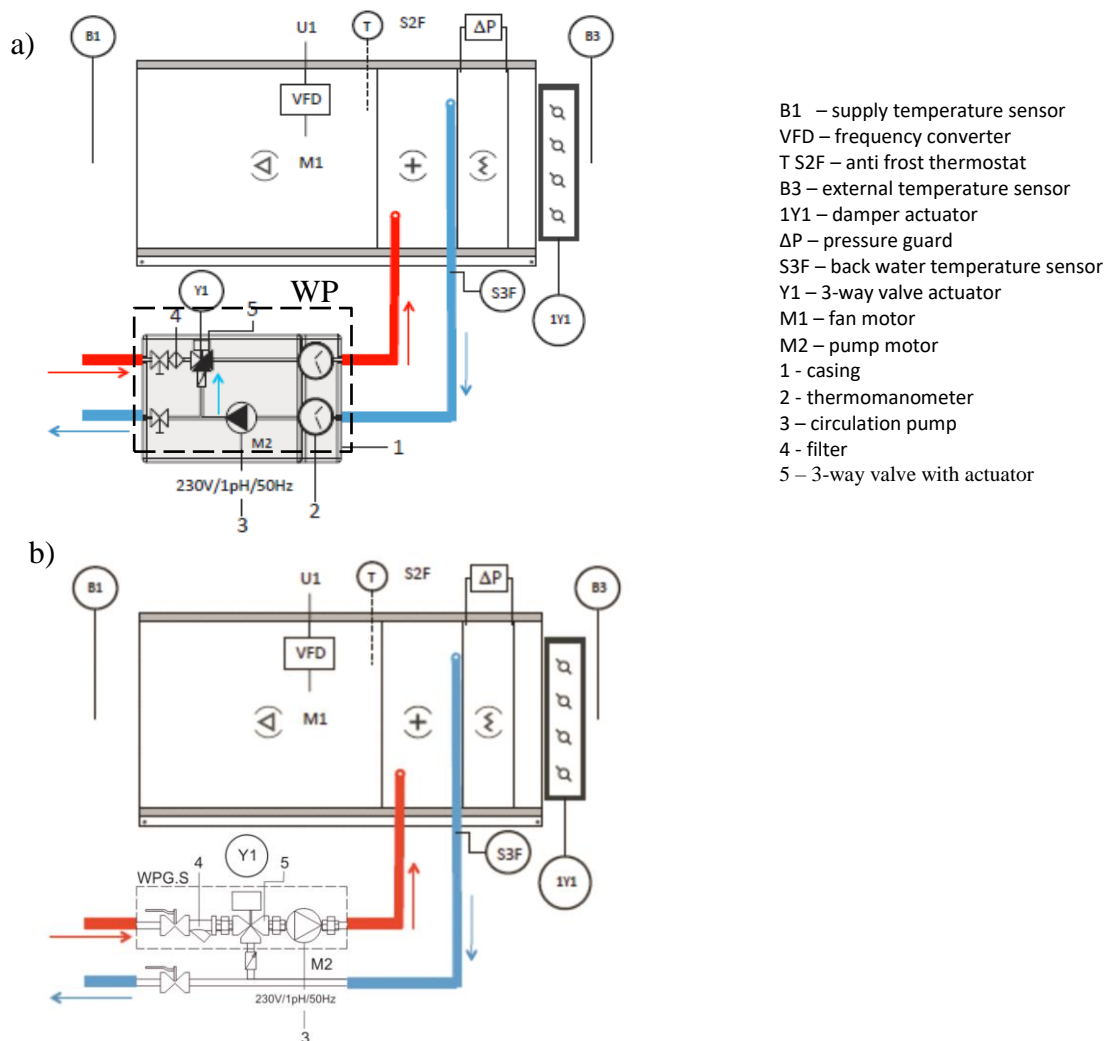 a)
B1
U1
T
S2F
ΔP
B3
VFD
M1
S3F
1Y1
Y1
WP
4
5
M2
1
230V/1pH/50Hz
3
2
B1 – supply temperature sensor
VFD – frequency converter
T S2F – anti frost thermostat
B3 – external temperature sensor
1Y1 – damper actuator
ΔP – pressure guard
S3F – back water temperature sensor
Y1 – 3-way valve actuator
M1 – fan motor
M2 – pump motor
1 - casing
2 - thermomanometer
3 – circulation pump
4 - filter
5 – 3-way valve with actuator
b)
B1
U1
T
S2F
ΔP
B3
VFD
M1
S3F
1Y1
Y1
WPG.S
4
5
M2
230V/1pH/50Hz
3